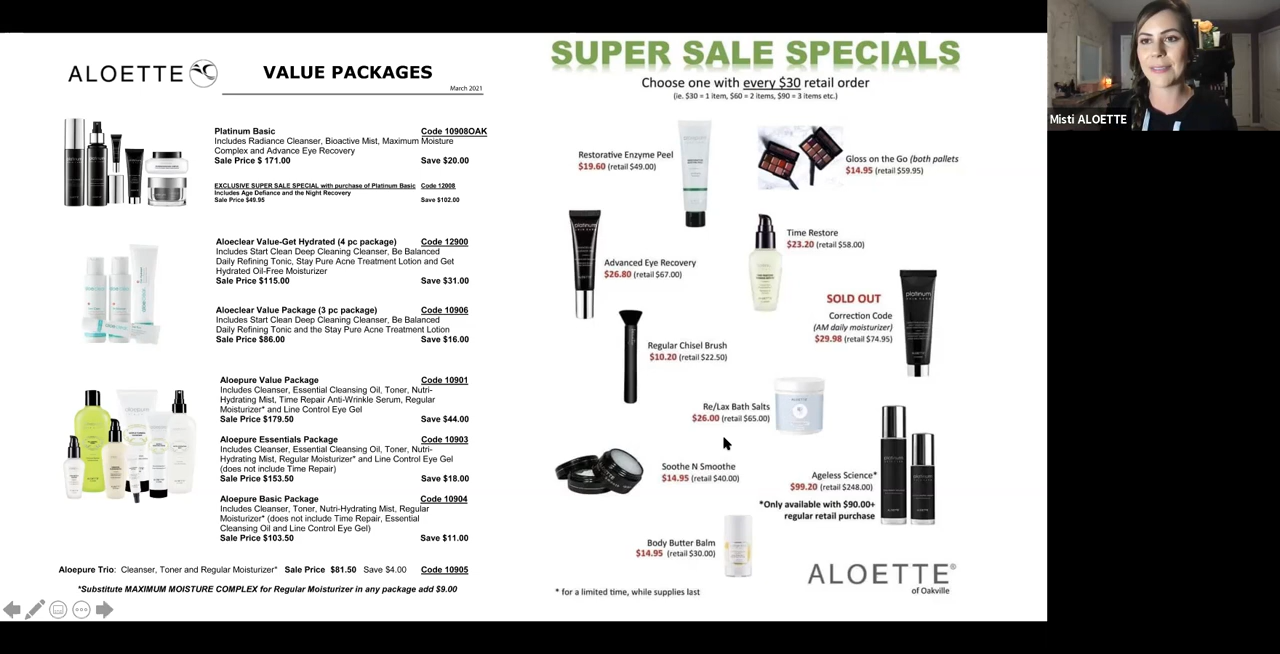 ALOETTE
VALUE PACKAGES
March 2021
Platinum Basic Code 10908OAK
Includes Radiance Cleanser, Bioactive Mist, Maximum Moisture
Complex and Advance Eye Recovery
Sale Price $ 171.00 Save $20.00
EXCLUSIVE SUPER SALE SPECIAL with purchase of Platinum Basic Code 12008
Includes Age Defiance and the Night Recovery
Sale Price $49.95 Save $102.00
Aloeclear Value-Get Hydrated (4 pc package) Code 12900
Includes Start Clean Deep Cleaning Cleanser, Be Balanced
Daily Refining Tonic, Stay Pure Acne Treatment Lotion and Get
Hydrated Oil-Free Moisturizer
Sale Price $115.00 Save $31.00
Aloeclear Value Package (3 pc package) Code 10906
Includes Start Clean Deep Cleaning Cleanser, Be Balanced
Daily Refining Tonic and the Stay Pure Acne Treatment Lotion
Sale Price $86.00 Save $16.00
Aloepure Value Package Code 10901
Includes Cleanser, Essential Cleansing Oil, Toner, Nutri-
Hydrating Mist, Time Repair Anti-Wrinkle Serum, Regular
Moisturizer* and Line Control Eye Gel
Sale Price $179.50 Save $44.00
Aloepure Essentials Package Code 10903
Includes Cleanser, Essential Cleansing Oil, Toner, Nutri-
Hydrating Mist, Regular Moisturizer* and Line Control Eye Gel
(does not include Time Repair)
Sale Price $153.50 Save $18.00
Aloepure Basic Package Code 10904
Includes Cleanser, Toner, Nutri-Hydrating Mist, Regular
Moisturizer* (does not include Time Repair, Essential
Cleansing Oil and Line Control Eye Gel)
Sale Price $103.50 Save $11.00
Aloepure Trio: Cleanser, Toner and Regular Moisturizer* Sale Price $81.50 Save $4.00 Code 10905
*Substitute MAXIMUM MOISTURE COMPLEX for Regular Moisturizer in any package add $9.00
SUPER SALE SPECIALS
Choose one with every $30 retail order
(ie. $30 = 1 item, $60 = 2 items, $90 = 3 items etc.)
Restorative Enzyme Peel
$19.60 (retail $49.00)
Gloss on the Go (both pallets
$14.95 (retail $59.95)
Time Restore
$23.20 (retail $58.00)
Advanced Eye Recovery
$26.80 (retail $67.00)
SOLD OUT
Correction Code
(AM daily moisturizer)
$29.98 (retail $74.95)
Regular Chisel Brush
$10.20 (retail $22.50)
Re/Lax Bath Salts
$26.00 (retail $65.00)
Soothe N Smoothe
$14.95 (retail $40.00)
Ageless Science*
$99.20 (retail $248.00)
*Only available with $90.00+
regular retail purchase
Body Butter Balm
$14.95 (retail $30.00)
ALOETTE®
of Oakville
* for a limited time, while supplies last
platinum
platinum
ALOETTE
ALOETTE
Misti ALOETTE